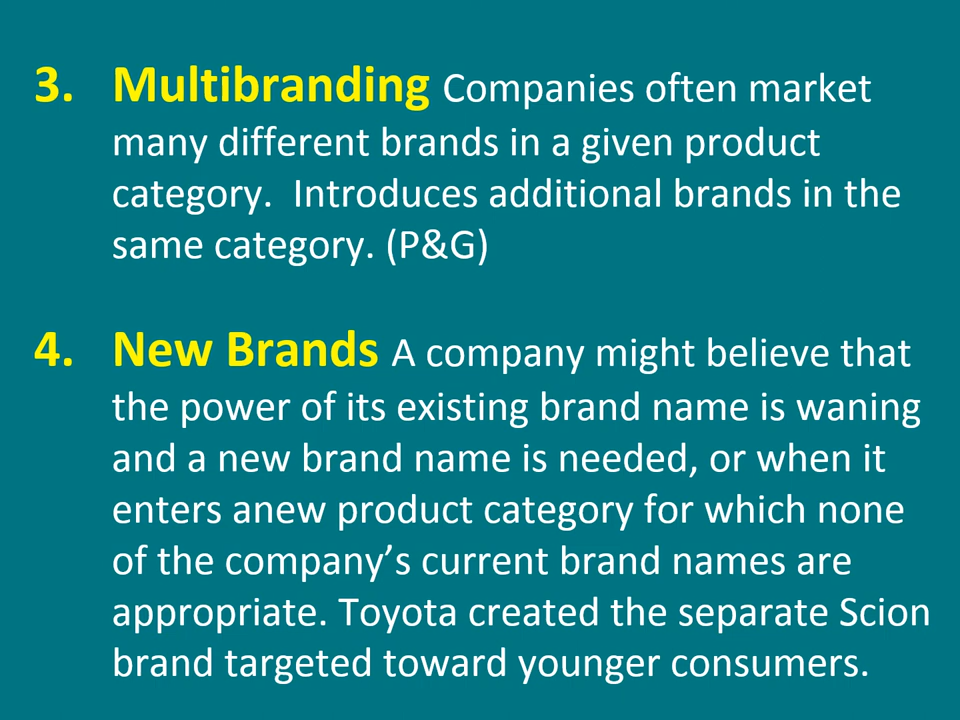 3. Multibranding Companies often market
many different brands in a given product
category.  Introduces additional brands in the
same category. (P&G)
4. New Brands A company might believe that
the power of its existing brand name is waning
and a new brand name is needed, or when it
enters anew product category for which none
of the company’s current brand names are
appropriate. Toyota created the separate Scion
brand targeted toward younger consumers.